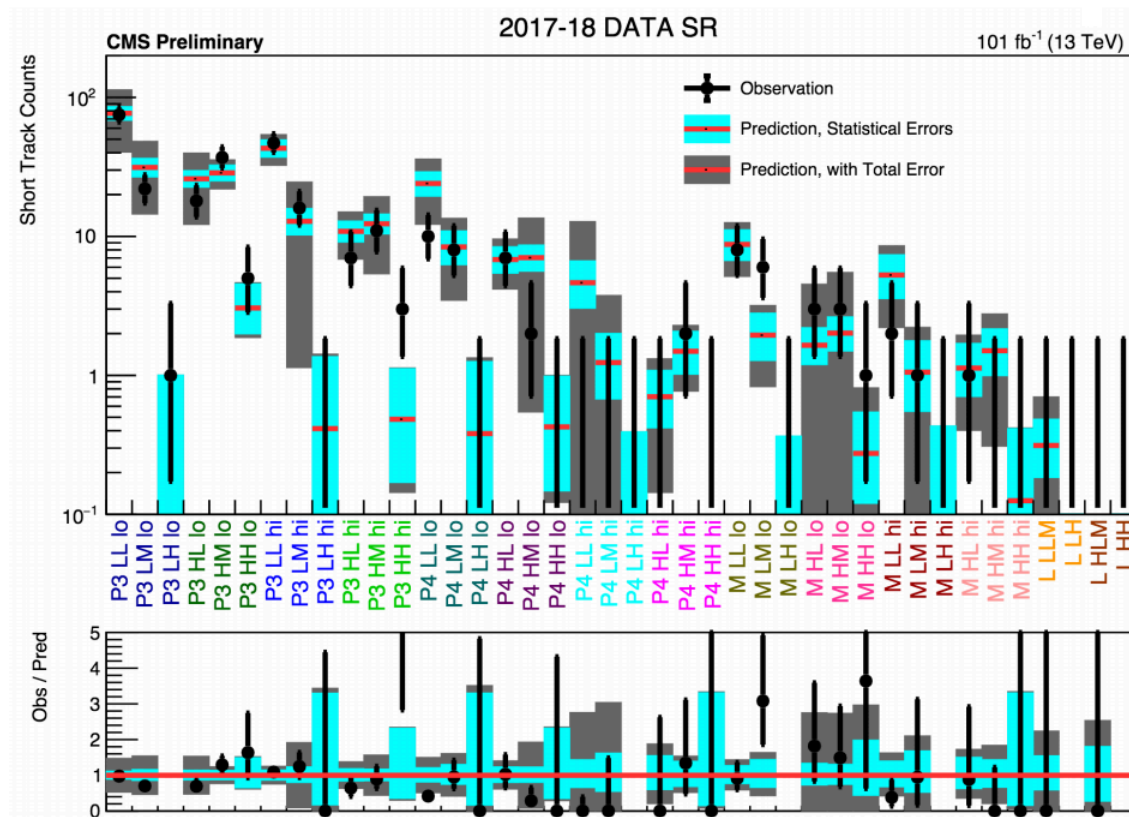 2017-18 DATA SR
CMS Preliminary
101 fb⁻¹ (13 TeV)
Short Track Counts
10²
10
1
10⁻¹
Observation
Prediction, Statistical Errors
Prediction, with Total Error
P3 LL lo
P3 LM lo
P3 LH lo
P3 HL lo
P3 HM lo
P3 HH lo
P3 LL hi
P3 LM hi
P3 LH hi
P3 HL hi
P3 HM hi
P3 HH hi
P4 LL lo
P4 LM lo
P4 LH lo
P4 HL lo
P4 HM lo
P4 HH lo
P4 LL hi
P4 LM hi
P4 LH hi
P4 HL hi
P4 HM hi
P4 HH hi
M LL lo
M LM lo
M LH lo
M HL lo
M HM lo
M HH lo
M LL hi
M LM hi
M LH hi
M HL hi
M HM hi
M HH hi
L LLM
L LH
L HLM
L HH
Obs / Pred
5
4
3
2
1
0